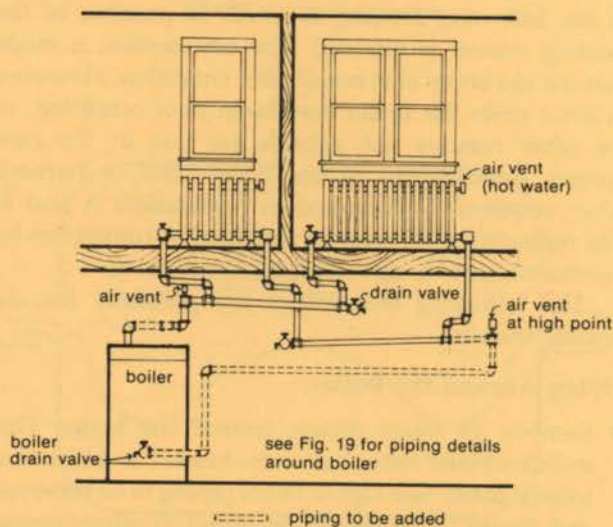 air vent
(hot water)
air vent
drain valve
air vent
at high point
boiler
boiler
drain valve
see Fig. 19 for piping details
around boiler
piping to be added